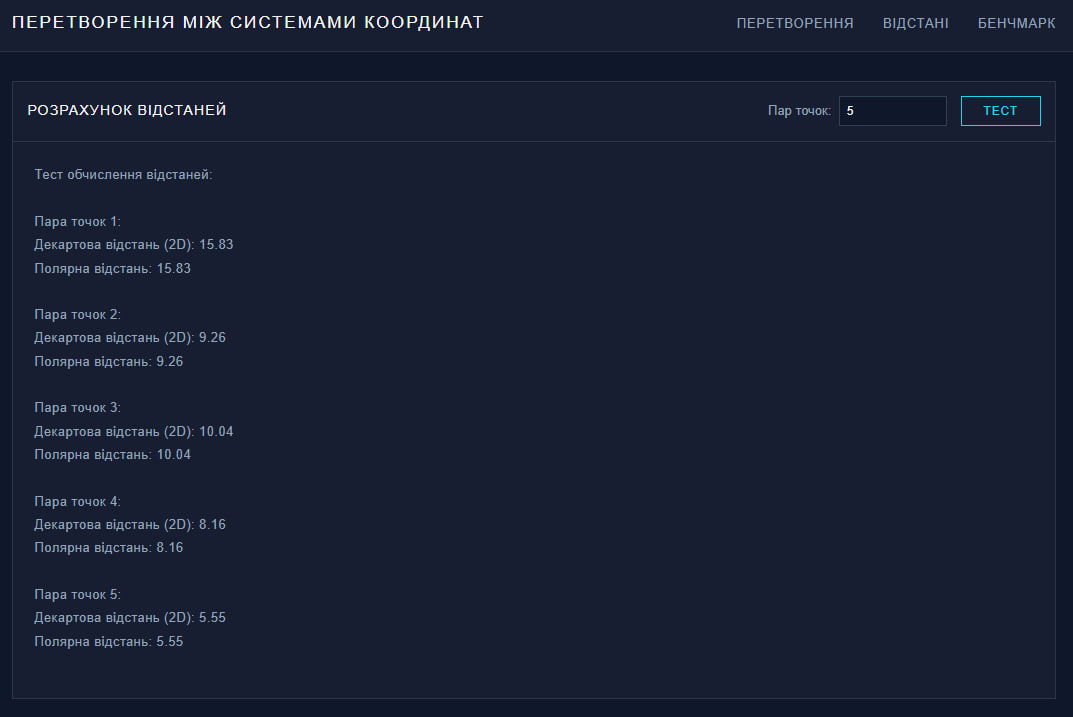 ПЕРЕТВОРЕННЯ МІЖ СИСТЕМАМИ КООРДИНАТ
ПЕРЕТВОРЕННЯ ВІДСТАНІ БЕНЧМАРК
РОЗРАХУНОК ВІДСТАНЕЙ
Пар точок: 5 ТЕСТ
Тест обчислення відстаней:
Пара точок 1:
Декартова відстань (2D): 15.83
Полярна відстань: 15.83
Пара точок 2:
Декартова відстань (2D): 9.26
Полярна відстань: 9.26
Пара точок 3:
Декартова відстань (2D): 10.04
Полярна відстань: 10.04
Пара точок 4:
Декартова відстань (2D): 8.16
Полярна відстань: 8.16
Пара точок 5:
Декартова відстань (2D): 5.55
Полярна відстань: 5.55